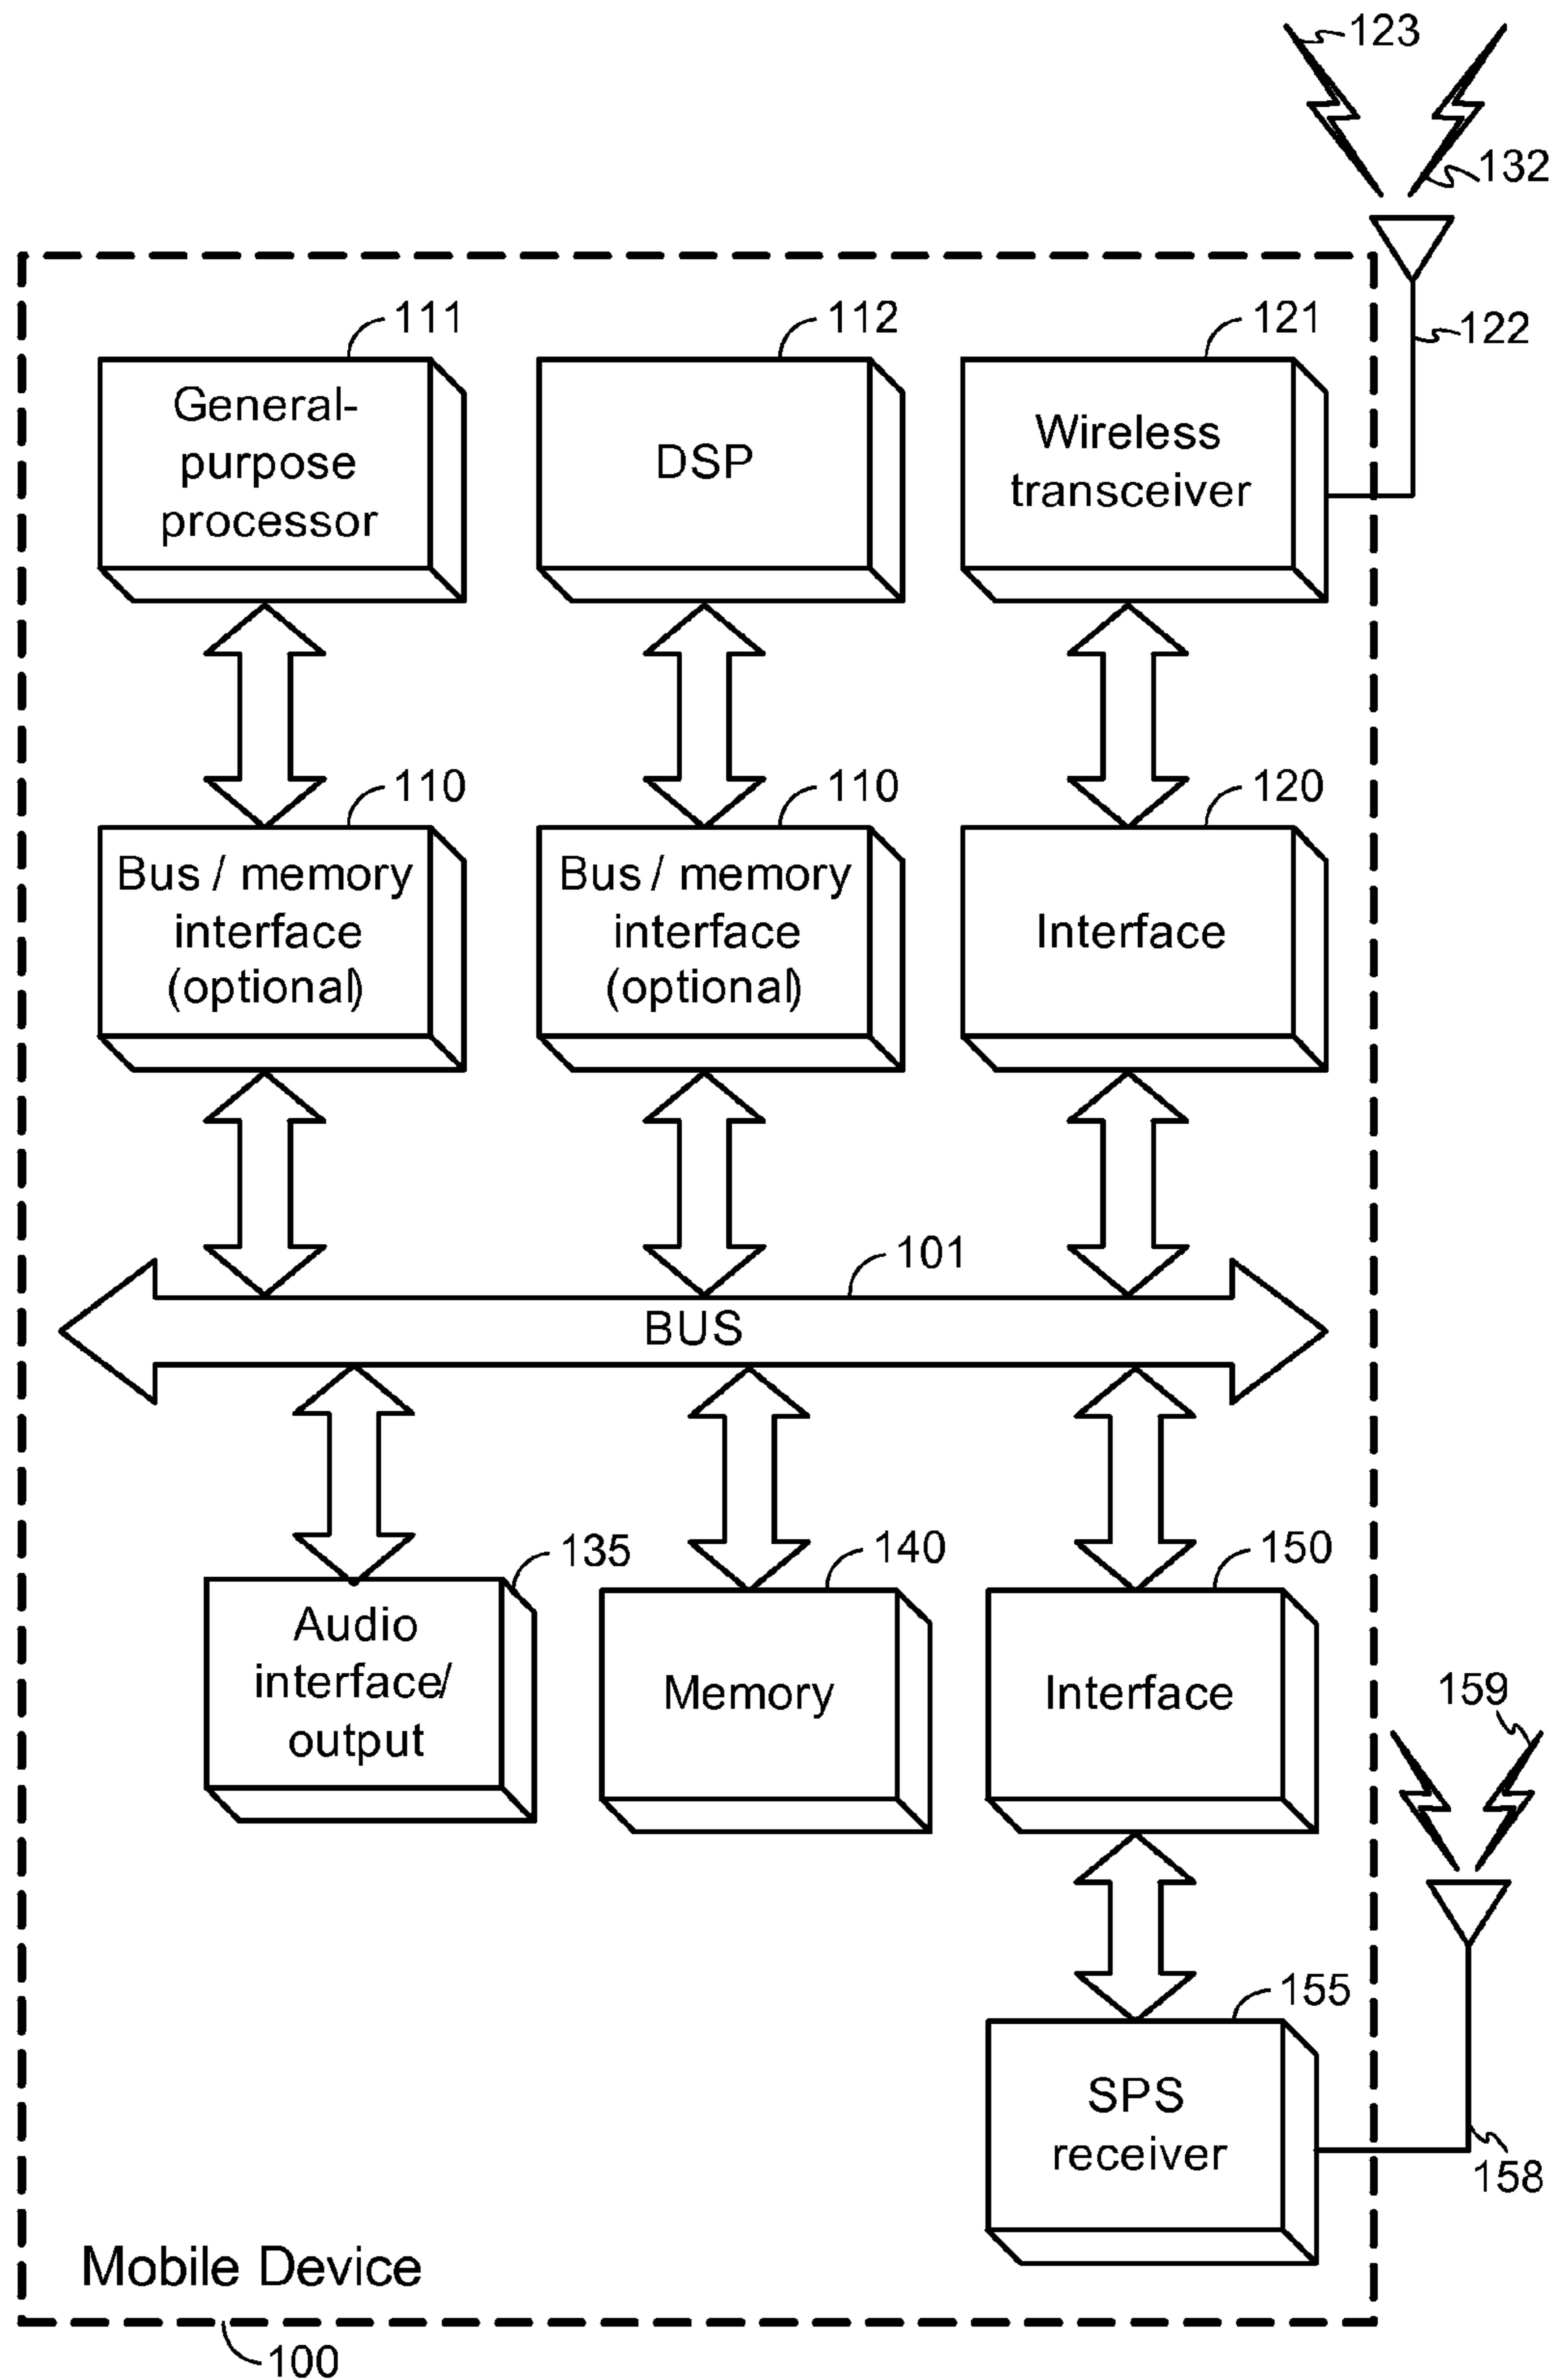 123
132
122
111
112
121
General-
purpose
processor
DSP
Wireless
transceiver
110
110
120
Bus / memory
interface
(optional)
Bus / memory
interface
(optional)
Interface
101
BUS
135
140
150
Audio
interface/
output
Memory
Interface
159
155
SPS
receiver
158
Mobile Device
100